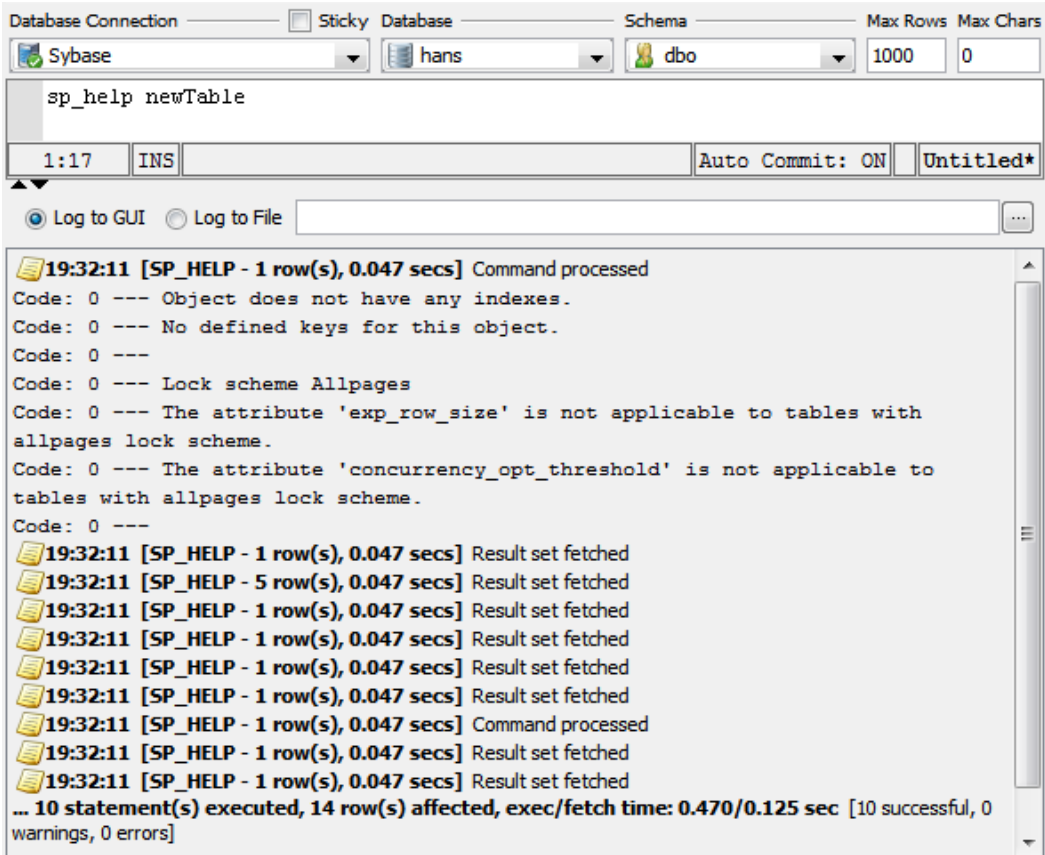 Database Connection Sticky Database Schema Max Rows Max Chars
Sybase hans dbo 1000 0
sp_help newTable
1:17 INS Auto Commit: ON Untitled*
Log to GUI Log to File ...
19:32:11 [SP_HELP - 1 row(s), 0.047 secs] Command processed
Code: 0 --- Object does not have any indexes.
Code: 0 --- No defined keys for this object.
Code: 0 ---
Code: 0 --- Lock scheme Allpages
Code: 0 --- The attribute 'exp_row_size' is not applicable to tables with
allpages lock scheme.
Code: 0 --- The attribute 'concurrency_opt_threshold' is not applicable to
tables with allpages lock scheme.
Code: 0 ---
19:32:11 [SP_HELP - 1 row(s), 0.047 secs] Result set fetched
19:32:11 [SP_HELP - 5 row(s), 0.047 secs] Result set fetched
19:32:11 [SP_HELP - 1 row(s), 0.047 secs] Result set fetched
19:32:11 [SP_HELP - 1 row(s), 0.047 secs] Result set fetched
19:32:11 [SP_HELP - 1 row(s), 0.047 secs] Result set fetched
19:32:11 [SP_HELP - 1 row(s), 0.047 secs] Result set fetched
19:32:11 [SP_HELP - 1 row(s), 0.047 secs] Command processed
19:32:11 [SP_HELP - 1 row(s), 0.047 secs] Result set fetched
19:32:11 [SP_HELP - 1 row(s), 0.047 secs] Result set fetched
... 10 statement(s) executed, 14 row(s) affected, exec/fetch time: 0.470/0.125 sec [10 successful, 0
warnings, 0 errors]